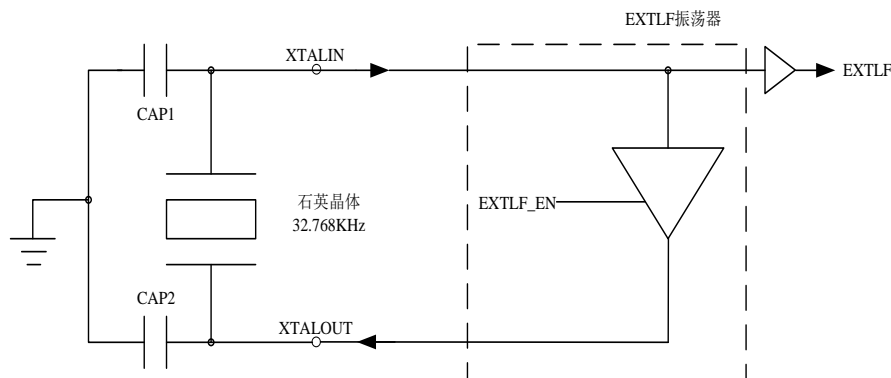 EXTLF振荡器
XTALIN
EXTLF
CAP1
石英晶体
32.768KHz
EXTLF_EN
CAP2
XTALOUT